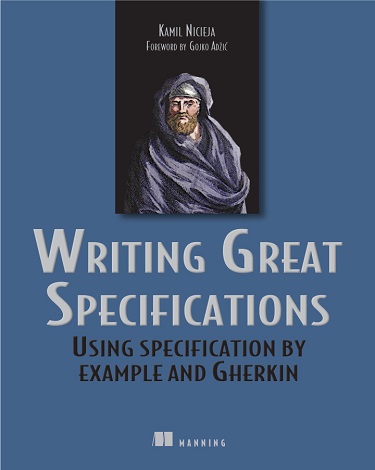 Kamil Nicieja
Foreword by Gojko Adžić
Writing Great
Specifications
Using specification by
example and Gherkin
MANNING